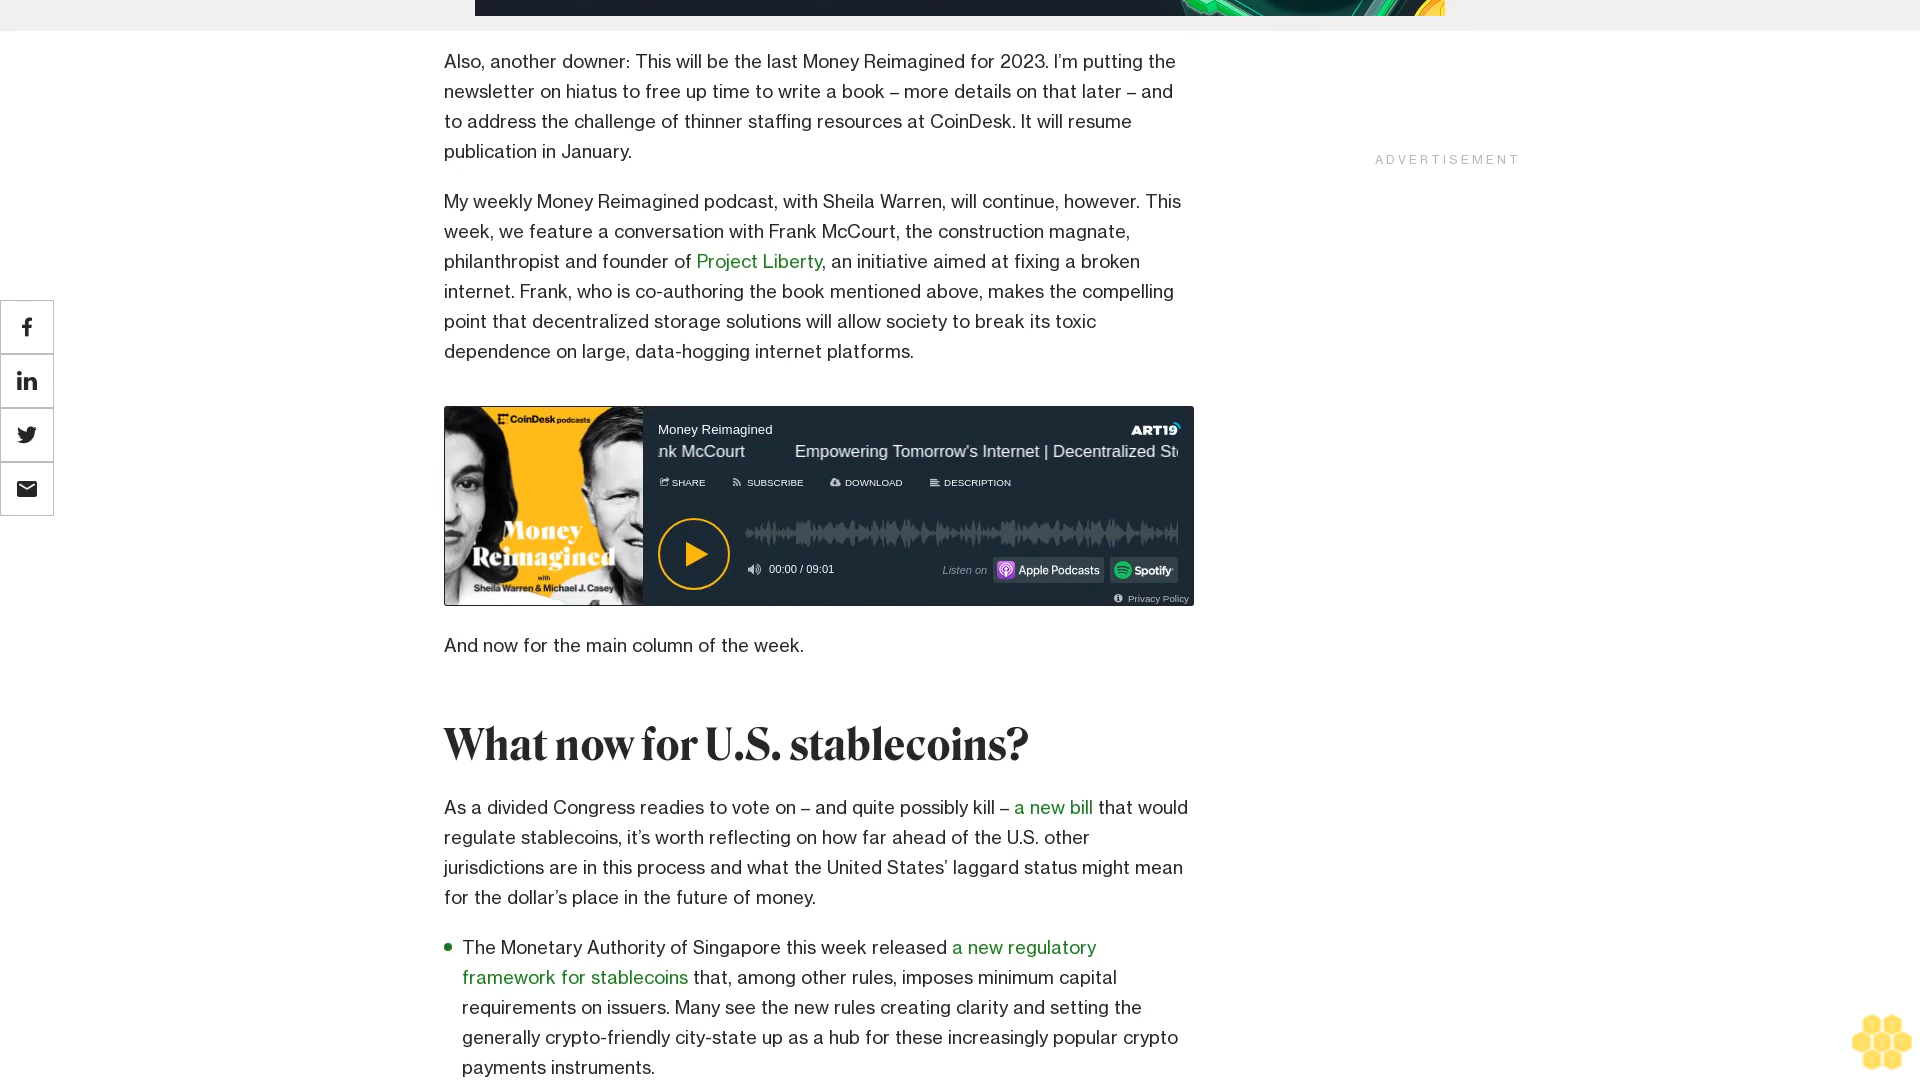 Also, another downer: This will be the last Money Reimagined for 2023. I’m putting the
newsletter on hiatus to free up time to write a book – more details on that later – and
to address the challenge of thinner staffing resources at CoinDesk. It will resume
publication in January.
ADVERTISEMENT
My weekly Money Reimagined podcast, with Sheila Warren, will continue, however. This
week, we feature a conversation with Frank McCourt, the construction magnate,
philanthropist and founder of Project Liberty, an initiative aimed at fixing a broken
internet. Frank, who is co-authoring the book mentioned above, makes the compelling
point that decentralized storage solutions will allow society to break its toxic
dependence on large, data-hogging internet platforms.
CoinDesk podcasts
Money
Reimagined
with
Sheila Warren & Michael J. Casey
Money Reimagined
ART19
McCourt Empowering Tomorrow's Internet | Decentralized
SHARE SUBSCRIBE DOWNLOAD DESCRIPTION
00:00 / 09:01
Listen on Apple Podcasts Spotify
Privacy Policy
And now for the main column of the week.
What now for U.S. stablecoins?
As a divided Congress readies to vote on – and quite possibly kill – a new bill that would
regulate stablecoins, it’s worth reflecting on how far ahead of the U.S. other
jurisdictions are in this process and what the United States’ laggard status might mean
for the dollar’s place in the future of money.
The Monetary Authority of Singapore this week released a new regulatory
framework for stablecoins that, among other rules, imposes minimum capital
requirements on issuers. Many see the new rules creating clarity and setting the
generally crypto-friendly city-state up as a hub for these increasingly popular crypto
payments instruments.